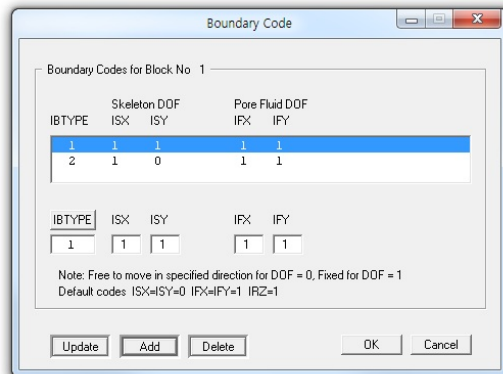 Boundary Code
Boundary Codes for Block No 1
Skeleton DOF Pore Fluid DOF
IBTYPE ISX ISY IFX IFY
1 1 1 1 1
2 1 0 1 1
IBTYPE ISX ISY IFX IFY
1 1 1 1 1
Note: Free to move in specified direction for DOF = 0, Fixed for DOF = 1
Default codes ISX=ISY=0 IFX=IFY=1 IRZ=1
Update Add Delete OK Cancel